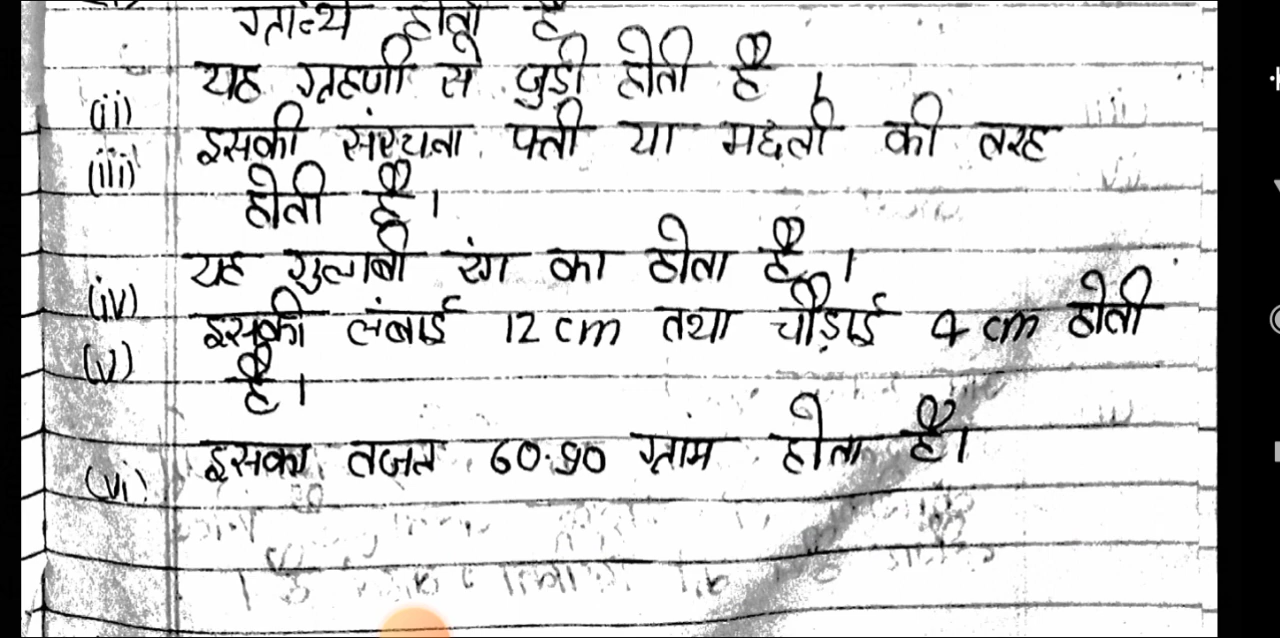 ग्रन्थि होती है
(ii) यह ग्रहणी से जुडी होती है ।
(iii) इसकी संरचना पत्ती या मछली की तरह
होती है ।
(iv) यह गुलाबी रंग का होता है ।
(v) इसकी लंबाई 12 cm तथा चौड़ाई 4 cm होती
है ।
(vi) इसका वजन 60-90 ग्राम होता है ।